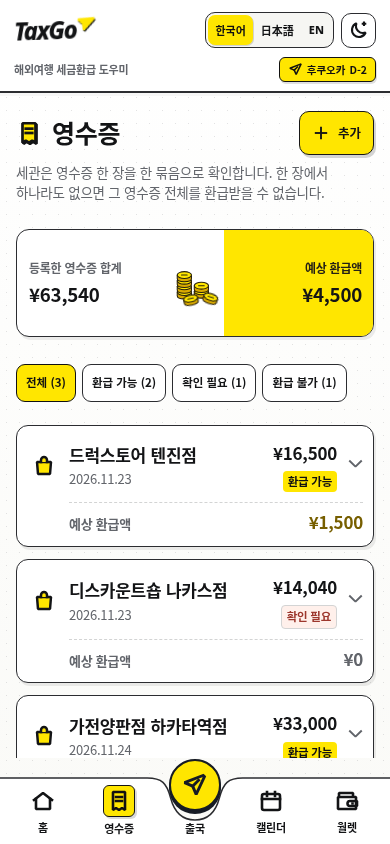 TaxGo
한국어 日本語 EN
해외여행 세금환급 도우미
후쿠오카 D-2
영수증
추가
세관은 영수증 한 장을 한 묶음으로 확인합니다. 한 장에서
하나라도 없으면 그 영수증 전체를 환급받을 수 없습니다.
등록한 영수증 합계
¥63,540
예상 환급액
¥4,500
전체 (3) 환급 가능 (2) 확인 필요 (1) 환급 불가 (1)
드럭스토어 텐진점
2026.11.23
¥16,500
환급 가능
예상 환급액 ¥1,500
디스카운트숍 나카스점
2026.11.23
¥14,040
확인 필요
예상 환급액 ¥0
가전양판점 하카타역점
2026.11.24
¥33,000
환급 가능
홈 영수증 출국 캘린더 월렛